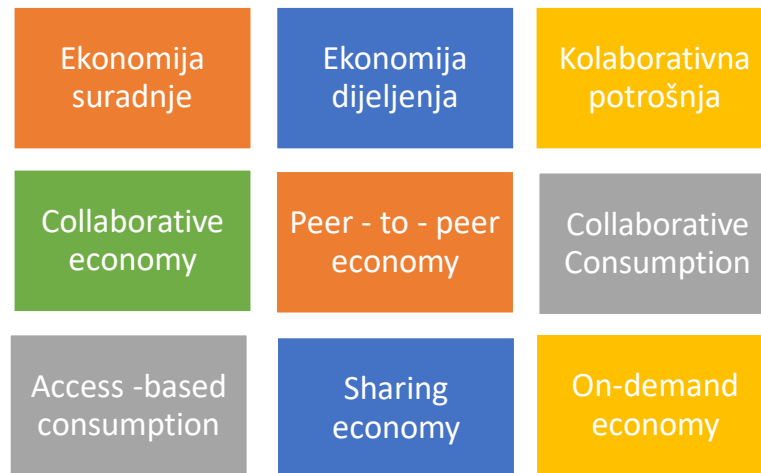 Ekonomija
suradnje
Ekonomija
dijeljenja
Kolaborativna
potrošnja
Collaborative
economy
Peer - to - peer
economy
Collaborative
Consumption
Access -based
consumption
Sharing
economy
On-demand
economy